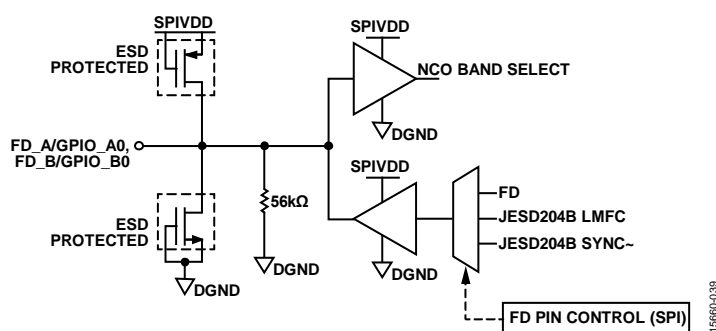 SPIVDD
ESD
PROTECTED
SPIVDD
NCO BAND SELECT
DGND
FD_A/GPIO_A0,
FD_B/GPIO_B0
56kΩ
SPIVDD
FD
JESD204B LMFC
JESD204B SYNC~
ESD
PROTECTED
DGND
DGND
DGND
FD PIN CONTROL (SPI)
15660-039